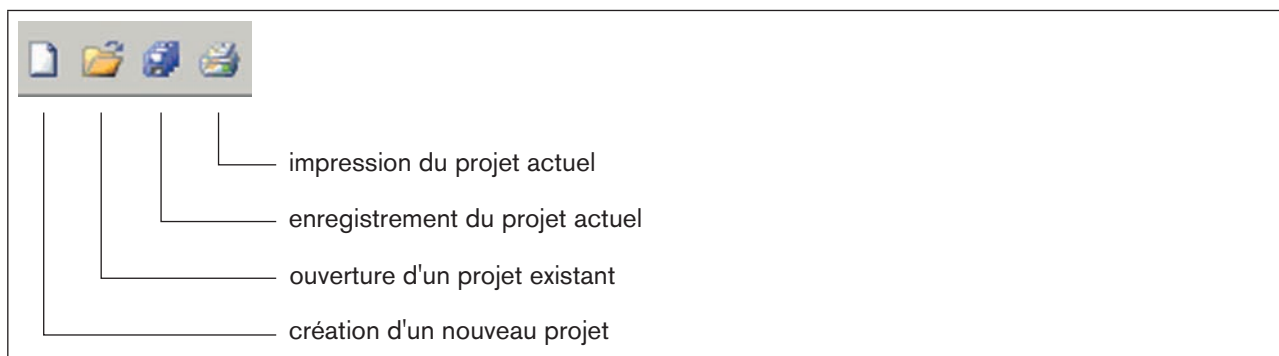 impression du projet actuel
enregistrement du projet actuel
ouverture d'un projet existant
création d'un nouveau projet